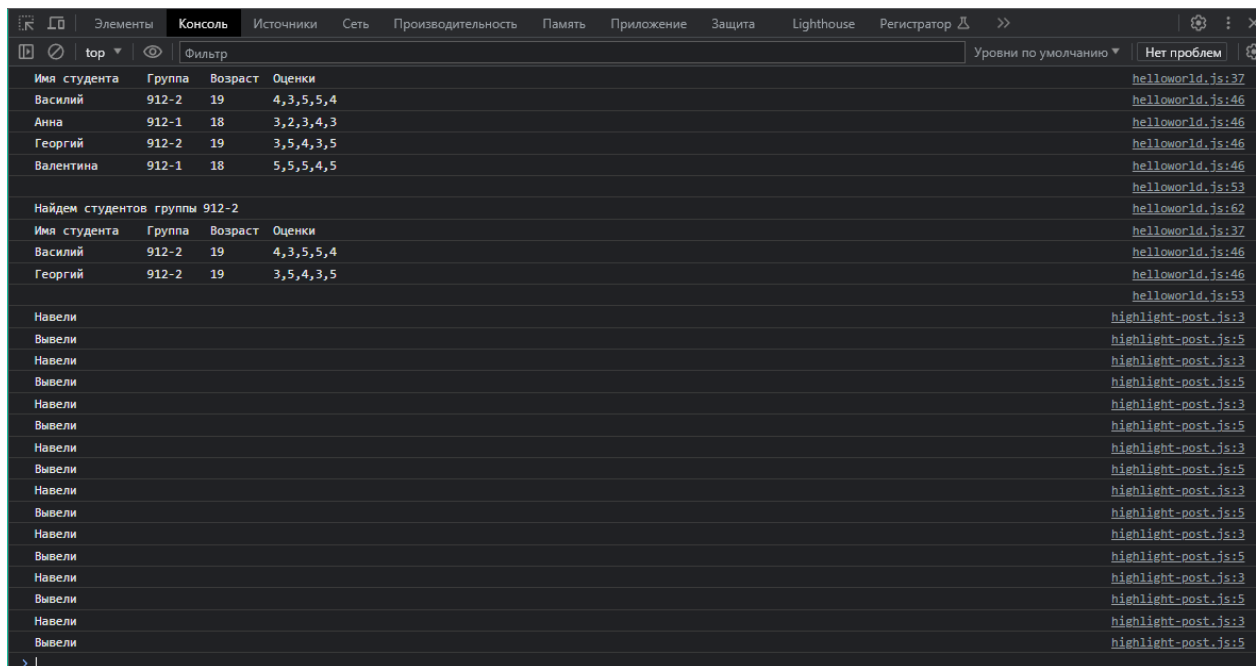 Элементы Консоль Источники Сеть Производительность Память Приложение Защита Lighthouse Регистратор
top Фильтр Уровни по умолчанию Нет проблем
Имя студента Группа Возраст Оценки helloworld.js:37
Василий 912-2 19 4,3,5,5,4 helloworld.js:46
Анна 912-1 18 3,2,3,4,3 helloworld.js:46
Георгий 912-2 19 3,5,4,3,5 helloworld.js:46
Валентина 912-1 18 5,5,5,4,5 helloworld.js:46
helloworld.js:53
Найдем студентов группы 912-2 helloworld.js:62
Имя студента Группа Возраст Оценки helloworld.js:37
Василий 912-2 19 4,3,5,5,4 helloworld.js:46
Георгий 912-2 19 3,5,4,3,5 helloworld.js:46
helloworld.js:53
Навели highlight-post.js:3
Вывели highlight-post.js:5
Навели highlight-post.js:3
Вывели highlight-post.js:5
Навели highlight-post.js:3
Вывели highlight-post.js:5
Навели highlight-post.js:3
Вывели highlight-post.js:5
Навели highlight-post.js:3
Вывели highlight-post.js:5
Навели highlight-post.js:3
Вывели highlight-post.js:5
Навели highlight-post.js:3
Вывели highlight-post.js:5
Навели highlight-post.js:3
Вывели highlight-post.js:5